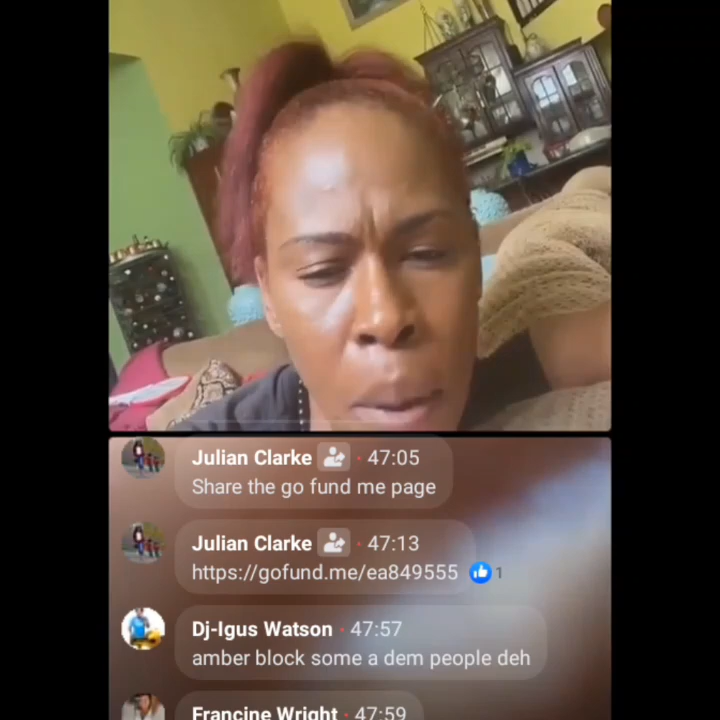 Julian Clarke · 47:05
Share the go fund me page
Julian Clarke · 47:13
https://gofund.me/ea849555 1
Dj-Igus Watson · 47:57
amber block some a dem people deh
Francine Wright · 47:59